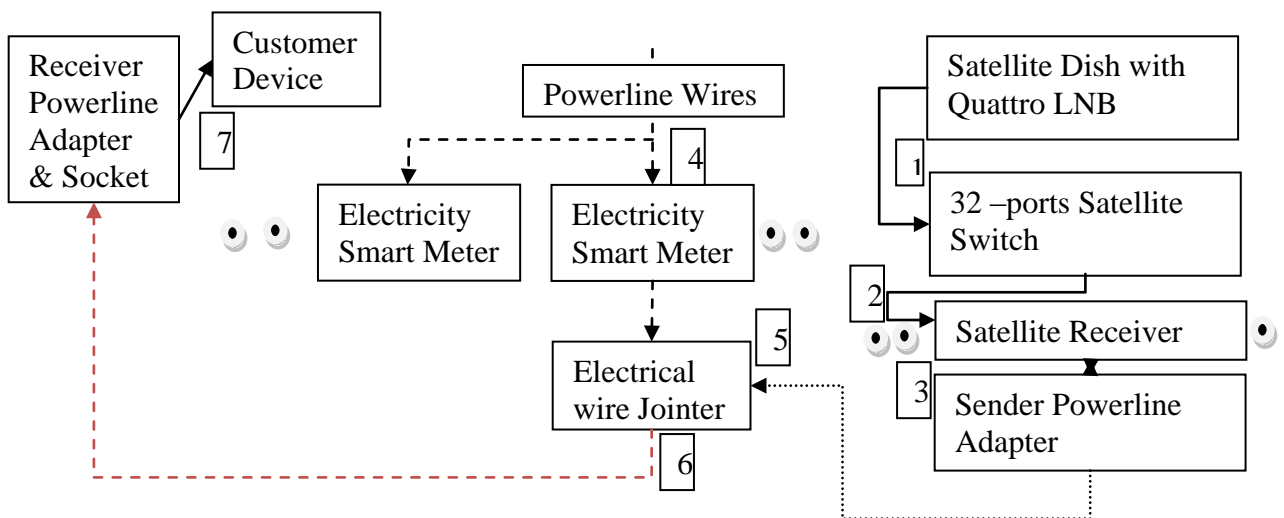 Receiver
Powerline
Adapter
& Socket
Customer
Device
7
Powerline Wires
4
Electricity
Smart Meter
Electricity
Smart Meter
5
Electrical
wire Jointer
6
Satellite Dish with
Quattro LNB
1
32 –ports Satellite
Switch
2
Satellite Receiver
3
Sender Powerline
Adapter